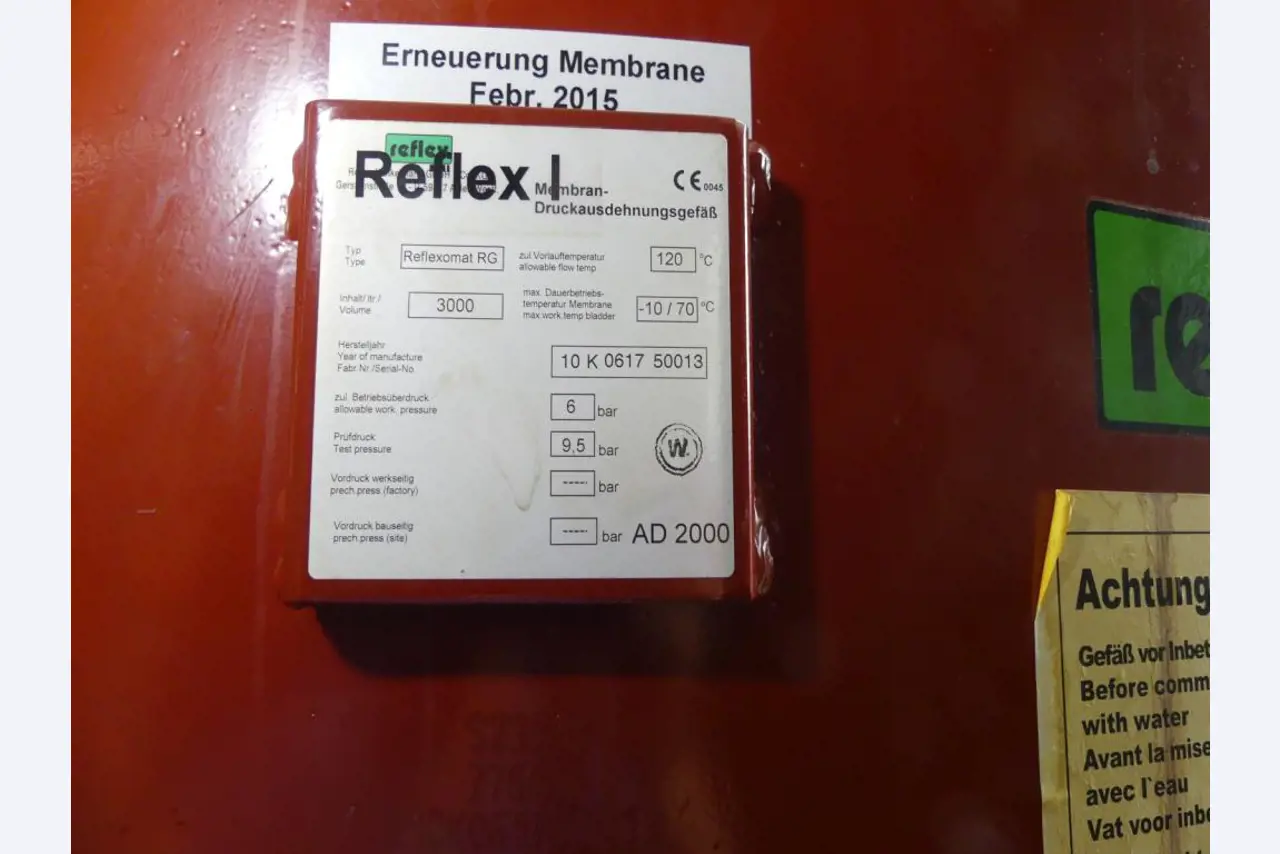 Erneuerung Membrane
Febr. 2015
reflex
Reflex
Membran-
Druckausdehnungsgefäß
CE 0045
Typ
Type
Reflexomat RG
zul Vorlauftemperatur
allowable flow temp
120 °C
Inhalt/ ltr /
Volume
3000
max. Dauerbetriebs-
temperatur Membrane
max.work.temp bladder
-10 / 70 °C
Herstelljahr
Year of manufacture
Fabr Nr /Serial-No
10 K 0617 50013
zul. Betriebsüberdruck
allowable work. pressure
6 bar
Prüfdruck
Test pressure
9,5 bar
W.
Vordruck werkseitig
prech.press (factory)
----- bar
Vordruck bauseitig
prech.press (site)
----- bar AD 2000
re
Achtung
Gefäß vor Inbet
Before comm
with water
Avant la mise
avec l'eau
Vat voor inbe